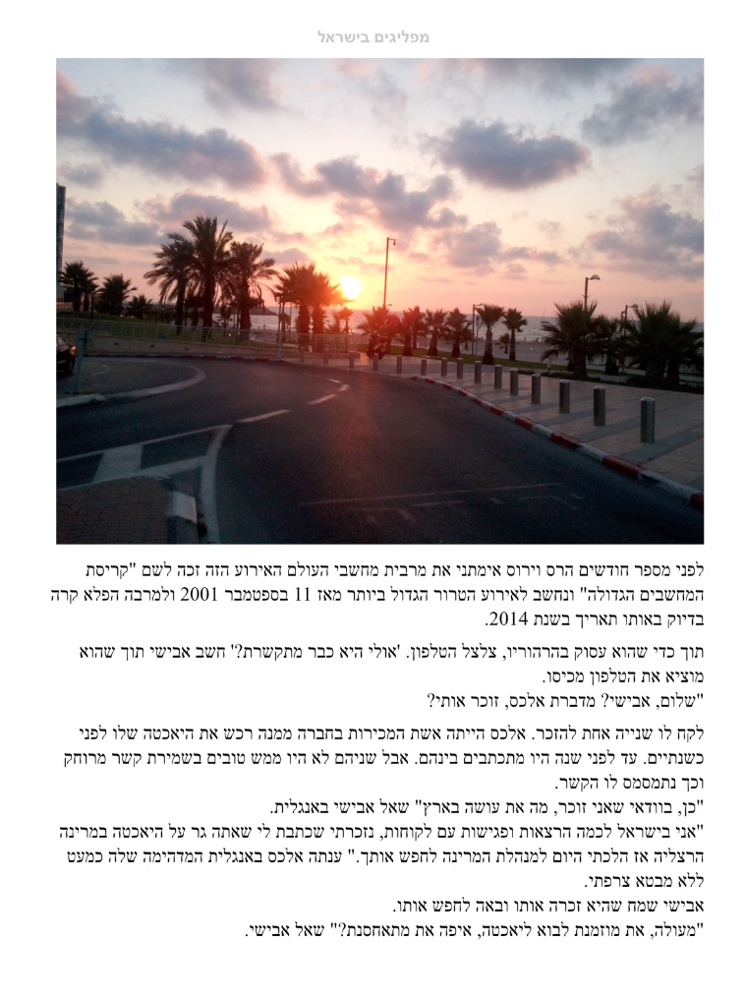 מפליגים בישראל
לפני מספר חודשים הרס וירוס אימתני את מרבית מחשבי העולם האירוע הזה זכה לשם "קריסת
המחשבים הגדולה" ונחשב לאירוע הטרור הגדול ביותר מאז 11 בספטמבר 2001 ולמרבה הפלא קרה
בדיוק באותו תאריך בשנת 2014.
תוך כדי שהוא עסוק בהרהוריו, צלצל הטלפון. 'אולי היא כבר מתקשרת?' חשב אבישי תוך שהוא
מוציא את הטלפון מכיסו.
"שלום, אבישי? מדברת אלכס, זוכר אותי?
לקח לו שנייה אחת להזכר. אלכס הייתה אשת המכירות בחברה ממנה רכש את היאכטה שלו לפני
כשנתיים. עד לפני שנה היו מתכתבים בינהם. אבל שניהם לא היו ממש טובים בשמירת קשר מרוחק
וכך נתמסמס לו הקשר.
"כן, בוודאי שאני זוכר, מה את עושה בארץ" שאל אבישי באנגלית.
"אני בישראל לכמה הרצאות ופגישות עם לקוחות, נזכרתי שכתבת לי שאתה גר על היאכטה במרינה
הרצליה אז הלכתי היום למנהלת המרינה לחפש אותך." ענתה אלכס באנגלית המדהימה שלה כמעט
ללא מבטא צרפתי.
אבישי שמח שהיא זכרה אותו ובאה לחפש אותו.
"מעולה, את מוזמנת לבוא ליאכטה, איפה את מתאחסנת?" שאל אבישי.